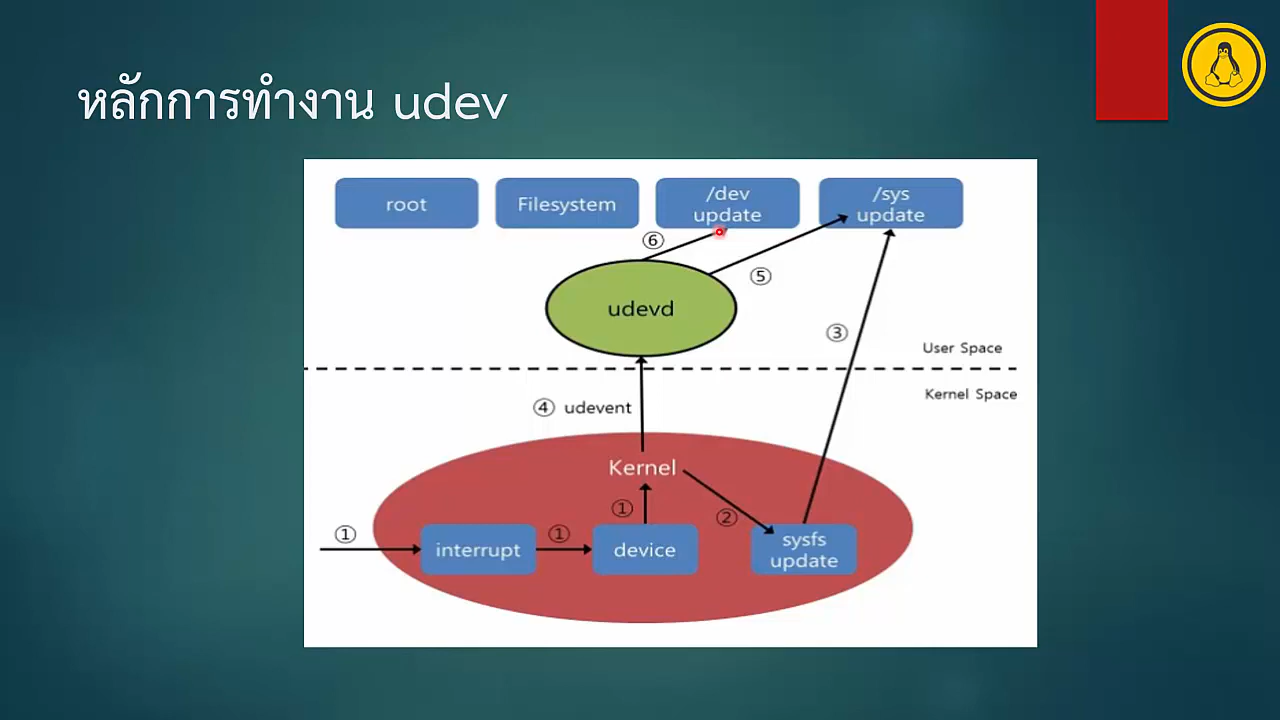 หลักการทำงาน udev
root
Filesystem
/dev
update
/sys
update
⑥
⑤
udevd
③
User Space
Kernel Space
④ udevent
Kernel
①
②
①
①
interrupt
device
sysfs
update